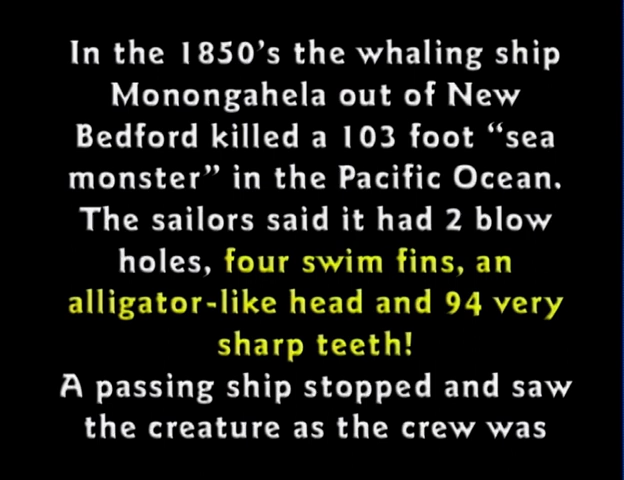 In the 1850's the whaling ship
Monongahela out of New
Bedford killed a 103 foot “sea
monster” in the Pacific Ocean.
The sailors said it had 2 blow
holes, four swim fins, an
alligator-like head and 94 very
sharp teeth!
A passing ship stopped and saw
the creature as the crew was